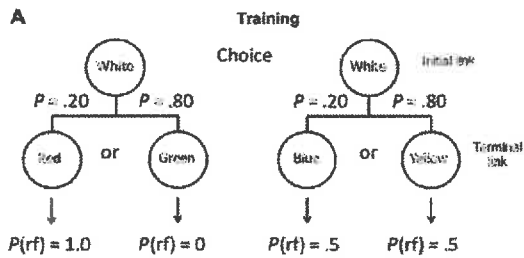 A
Training
White Choice White Initial link
P = .20 P = .80 P = .20 P = .80
Red or Green Blue or Yellow Terminal link
P(rf) = 1.0 P(rf) = 0 P(rf) = .5 P(rf) = .5